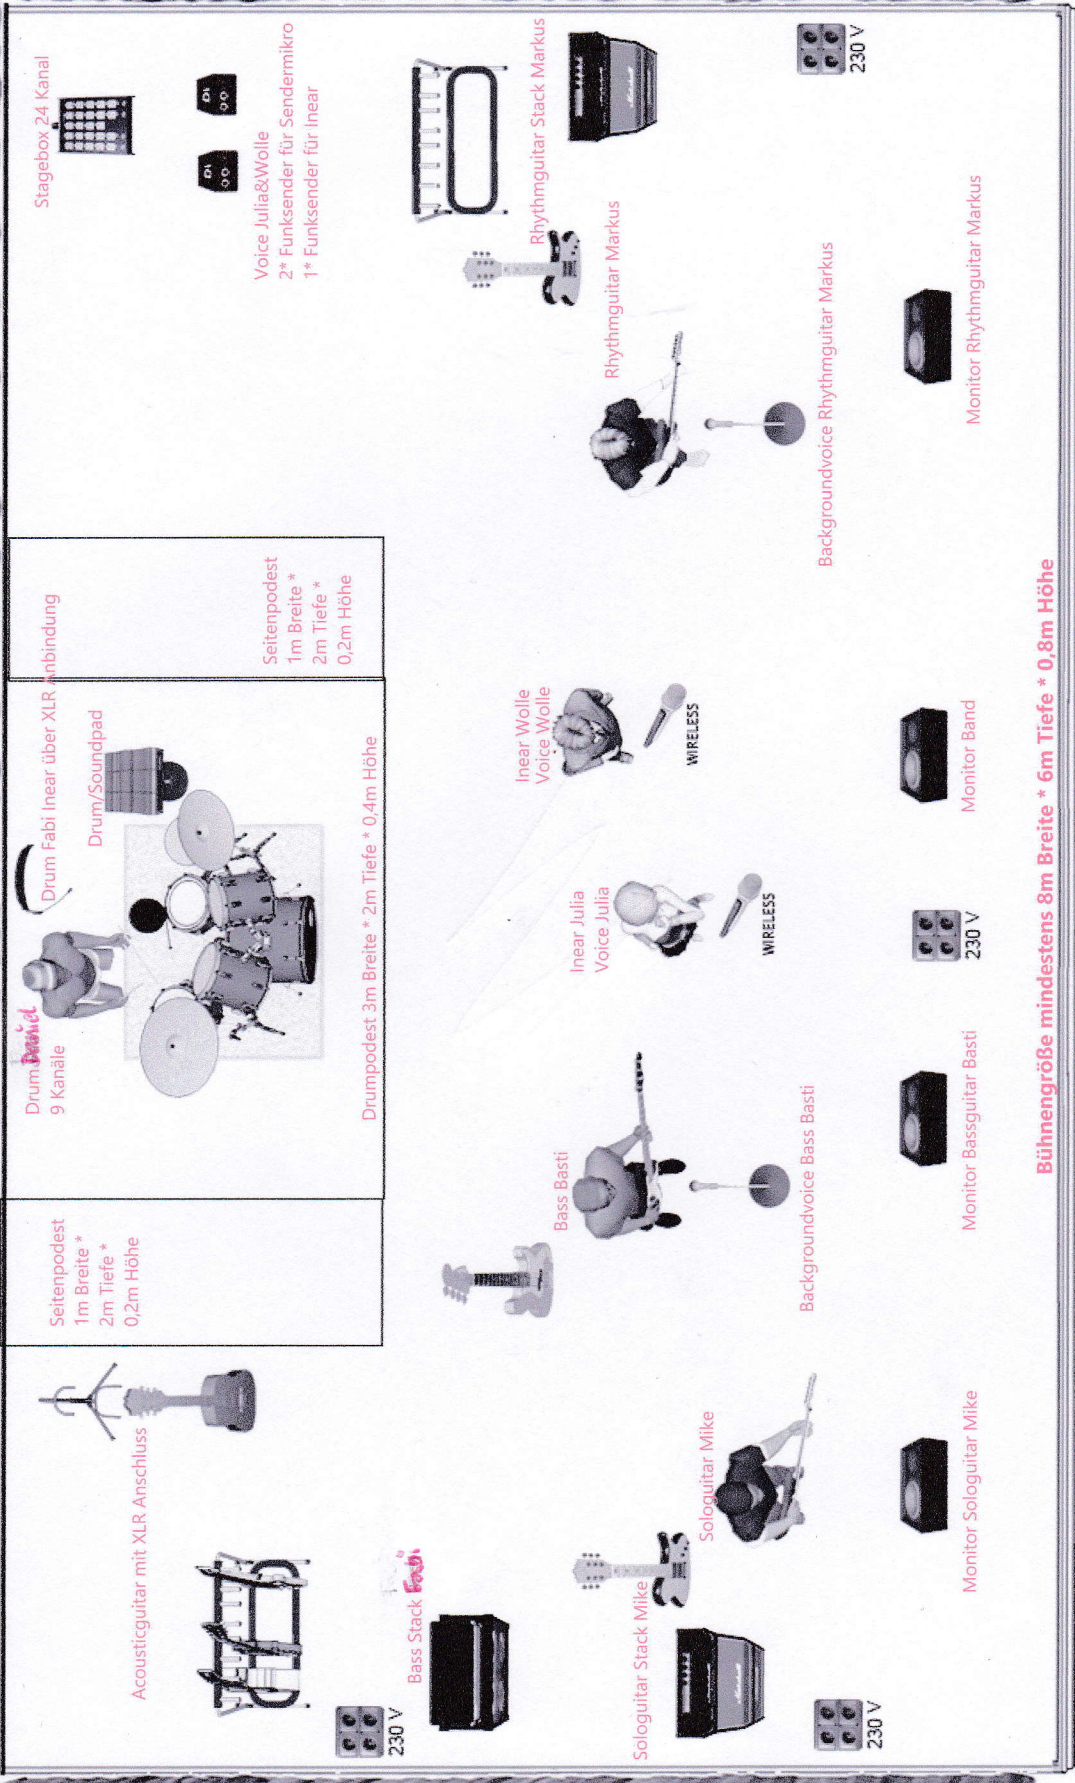 Drum Daniel
9 Kanäle
Drum Fabi Inear über XLR Anbindung
Drum/Soundpad
Drumpodest 3m Breite * 2m Tiefe * 0,4m Höhe
Seitenpodest
1m Breite *
2m Tiefe *
0,2m Höhe
Seitenpodest
1m Breite *
2m Tiefe *
0,2m Höhe
Stagebox 24 Kanal
DI
DI
Voice Julia&Wolle
2* Funksender für Sendermikro
1* Funksender für Inear
Acousticguitar mit XLR Anschluss
230 V
Bass Stack Fabi
Bass Basti
Backgroundvoice Bass Basti
Inear Julia
Voice Julia
WIRELESS
Inear Wolle
Voice Wolle
WIRELESS
Rhythmguitar Stack Markus
Marshall
Rhythmguitar Markus
Backgroundvoice Rhythmguitar Markus
230 V
Sologuitar Stack Mike
Marshall
Sologuitar Mike
230 V
230 V
Monitor Sologuitar Mike
Monitor Bassguitar Basti
Monitor Band
Monitor Rhythmguitar Markus
Bühnengröße mindestens 8m Breite * 6m Tiefe * 0,8m Höhe